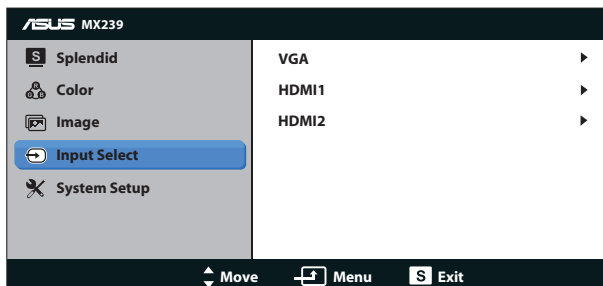 ASUS MX239
S Splendid
Color
Image
Input Select
System Setup
VGA
HDMI1
HDMI2
Move Menu S Exit